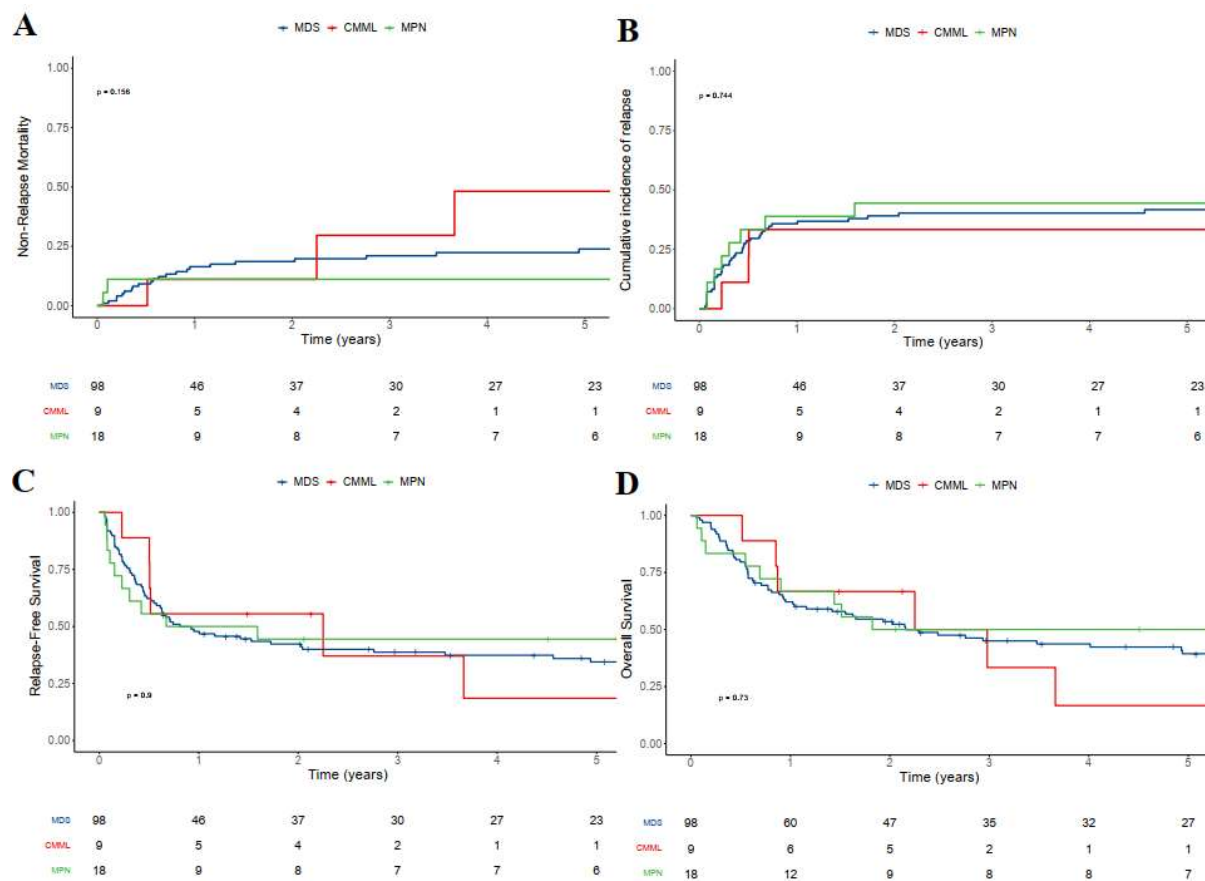 A
MDS CMML MPN
Non-Relapse Mortality
1.00
0.75
0.50
0.25
0.00
p = 0.156
0 1 2 3 4 5
Time (years)
MDS 98 46 37 30 27 23
CMML 9 5 4 2 1 1
MPN 18 9 8 7 7 6
B
MDS CMML MPN
Cumulative incidence of relapse
1.00
0.75
0.50
0.25
0.00
p = 0.744
0 1 2 3 4 5
Time (years)
MDS 98 46 37 30 27 23
CMML 9 5 4 2 1 1
MPN 18 9 8 7 7 6
C
MDS CMML MPN
Relapse-Free Survival
1.00
0.75
0.50
0.25
0.00
p = 0.9
0 1 2 3 4 5
Time (years)
MDS 98 46 37 30 27 23
CMML 9 5 4 2 1 1
MPN 18 9 8 7 7 6
D
MDS CMML MPN
Overall Survival
1.00
0.75
0.50
0.25
0.00
p = 0.73
0 1 2 3 4 5
Time (years)
MDS 98 60 47 35 32 27
CMML 9 6 5 2 1 1
MPN 18 12 9 8 8 7